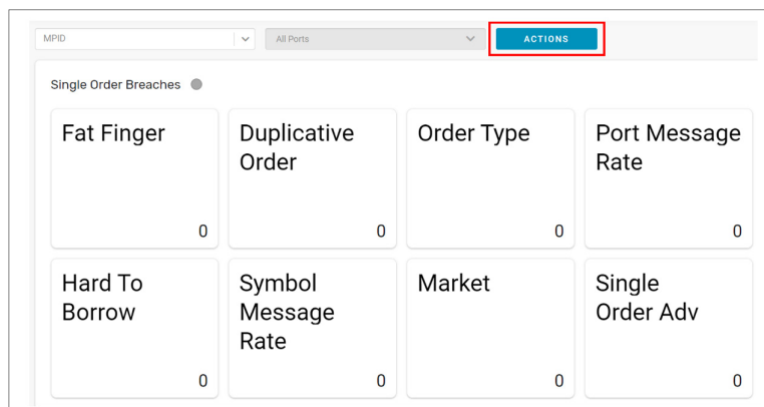 MPID
All Ports
ACTIONS
Single Order Breaches
Fat Finger
0
Duplicative
Order
0
Order Type
0
Port Message
Rate
0
Hard To
Borrow
0
Symbol
Message
Rate
0
Market
0
Single
Order Adv
0